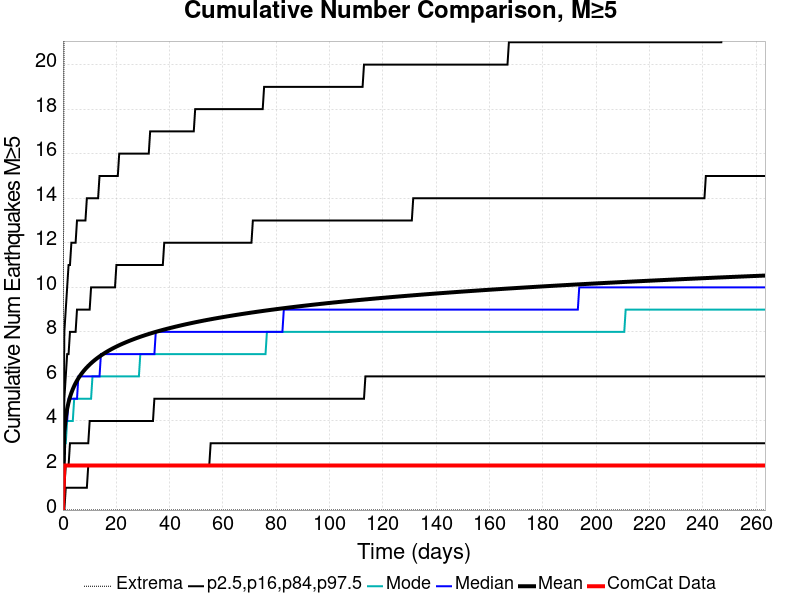 Cumulative Number Comparison, M≥5
Cumulative Num Earthquakes M≥5
20
18
16
14
12
10
8
6
4
2
0
0 20 40 60 80 100 120 140 160 180 200 220 240 260
Time (days)
Extrema p2.5,p16,p84,p97.5 Mode Median Mean ComCat Data